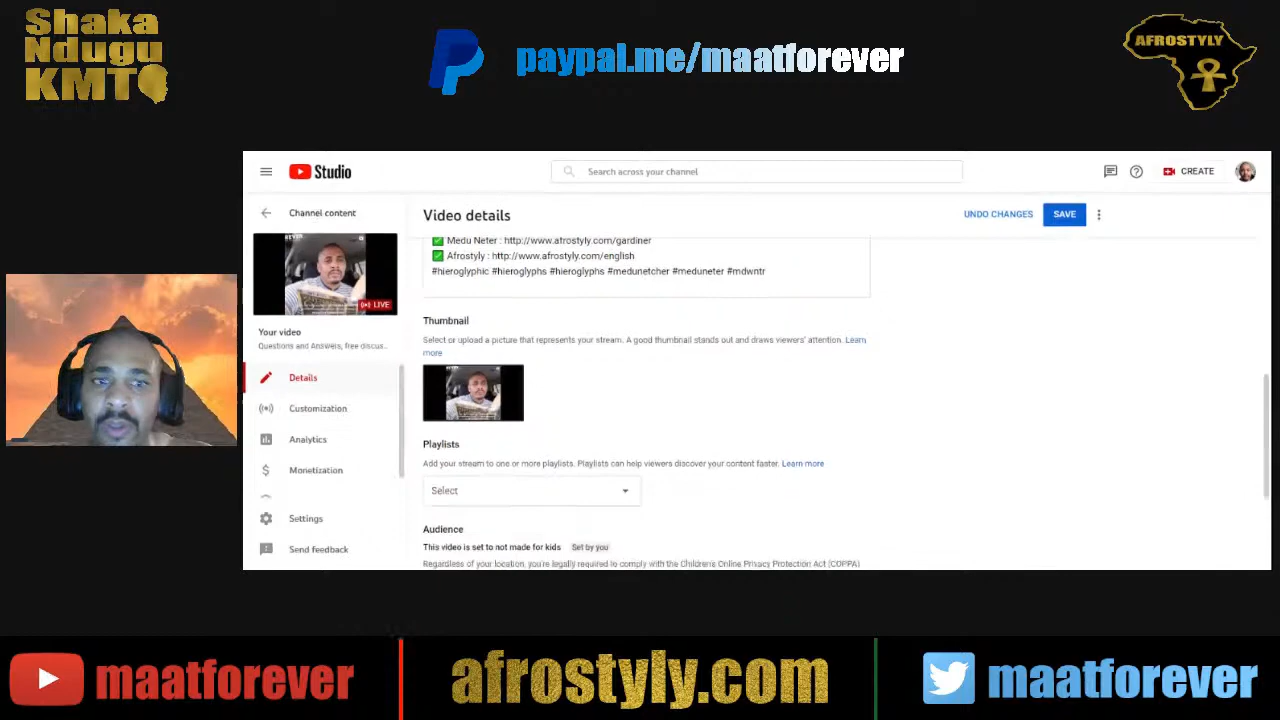 Shaka
Ndugu
KMT
paypal.me/maatforever
AFROSTYLY
Studio
Search across your channel
CREATE
Channel content
Video details
UNDO CHANGES
SAVE
LIVE
Your video
Questions and Answers, free discus...
Details
Customization
Analytics
Monetization
Settings
Send feedback
✅ Medu Neter : http://www.afrostyly.com/gardiner
✅ Afrostyly : http://www.afrostyly.com/english
#hieroglyphic #hieroglyphs #hieroglyphs #medunetcher #meduneter #mdwntr
Thumbnail
Select or upload a picture that represents your stream. A good thumbnail stands out and draws viewers' attention. Learn
more
Playlists
Add your stream to one or more playlists. Playlists can help viewers discover your content faster. Learn more
Select
Audience
This video is set to not made for kids Set by you
Regardless of your location, you're legally required to comply with the Children's Online Privacy Protection Act (COPPA)
maatforever
afrostyly.com
maatforever